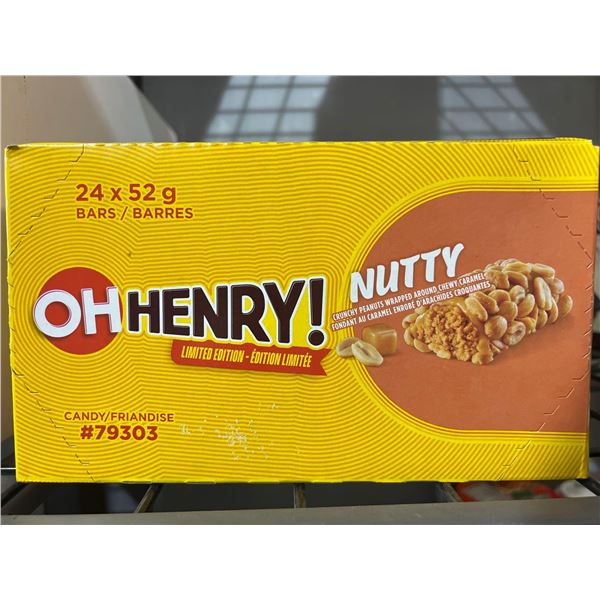 24 x 52 g
BARS / BARRES
OH HENRY!
LIMITED EDITION - ÉDITION LIMITÉE
CANDY/FRIANDISE
#79303
NUTTY
CRUNCHY PEANUTS WRAPPED AROUND CHEWY CARAMEL
FONDANT AU CARAMEL ENROBÉ D'ARACHIDES CROQUANTES